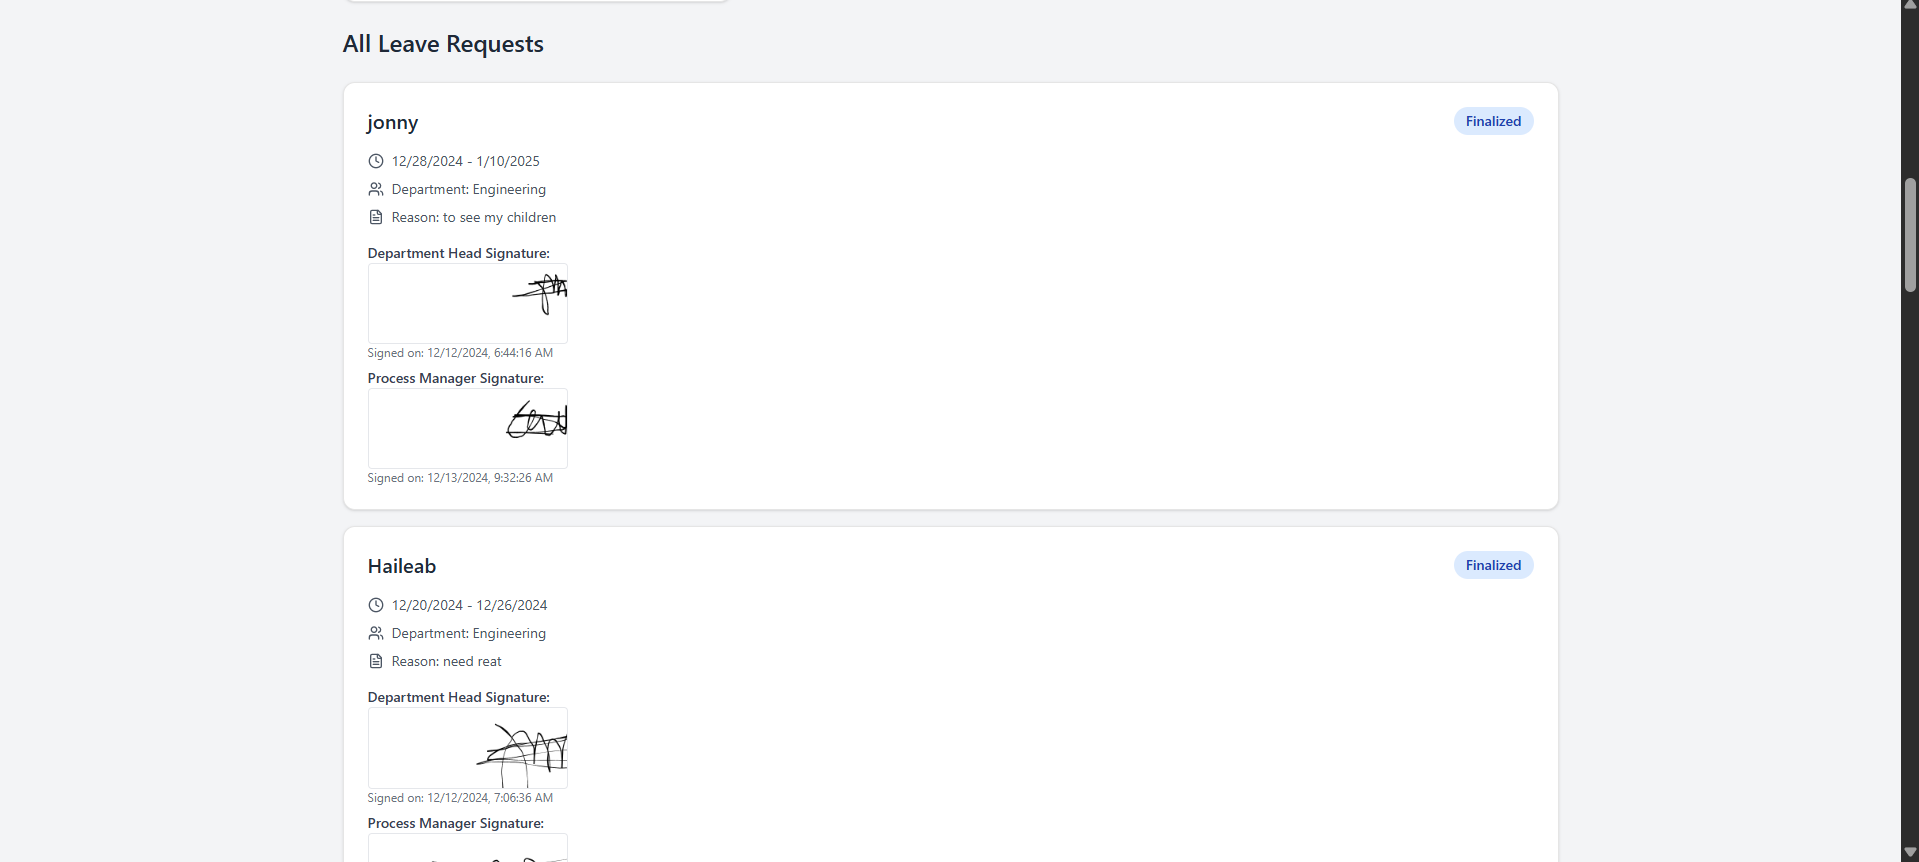 All Leave Requests
jonny
Finalized
12/28/2024 - 1/10/2025
Department: Engineering
Reason: to see my children
Department Head Signature:
Signed on: 12/12/2024, 6:44:16 AM
Process Manager Signature:
Signed on: 12/13/2024, 9:32:26 AM
Haileab
Finalized
12/20/2024 - 12/26/2024
Department: Engineering
Reason: need reat
Department Head Signature:
Signed on: 12/12/2024, 7:06:36 AM
Process Manager Signature: